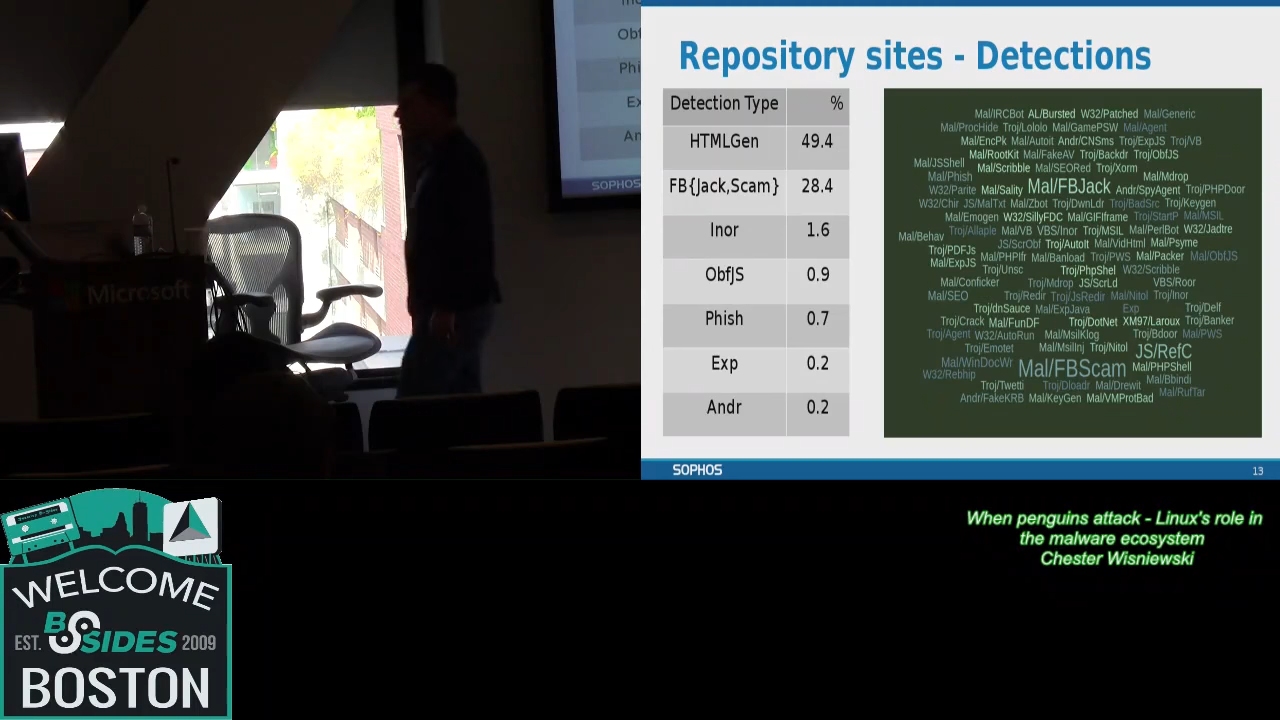 Obf
Phi
Ex
An
SOPHOS
Microsoft
Repository sites - Detections
Detection Type %
HTMLGen 49.4
FB{Jack,Scam} 28.4
Inor 1.6
ObfJS 0.9
Phish 0.7
Exp 0.2
Andr 0.2
Mal/IRCBot AL/Bursted W32/Patched Mal/Generic
Mal/ProcHide Troj/Lololo Mal/GamePSW Mal/Agent
Mal/EncPk Mal/Autoit Andr/CNSms Troj/ExpJS Troj/VB
Mal/RootKit Mal/FakeAV Troj/Backdr Troj/ObfJS
Mal/JSShell Mal/Scribble Mal/SEORed Troj/Xorm
Mal/Phish Mal/Mdrop
W32/Parite Mal/Sality Mal/FBJack Andr/SpyAgent Troj/PHPDoor
W32/Chir JS/MalTxt Mal/Zbot Troj/DwnLdr Troj/BadSrc Troj/Keygen
Mal/Emogen W32/SillyFDC Mal/GIFIframe Troj/StartP Mal/MSIL
Troj/Allaple Mal/VB VBS/Inor Troj/MSIL Mal/PerlBot W32/Jadtre
Mal/Behav JS/ScrObf Troj/AutoIt Mal/VidHtml Mal/Psyme
Troj/PDFJs Mal/PHPIfr Mal/Banload Troj/PWS Mal/Packer Mal/ObfJS
Mal/ExpJS Troj/Unsc Troj/PhpShel W32/Scribble
Mal/Conficker Troj/Mdrop JS/ScrLd VBS/Roor
Mal/SEO Troj/Redir Troj/JsRedir Mal/Nitol Troj/Inor
Troj/dnSauce Mal/ExpJava Exp Troj/Delf
Troj/Crack Mal/FunDF Troj/DotNet XM97/Laroux Troj/Banker
Troj/Agent W32/AutoRun Mal/MsilKlog Troj/Bdoor Mal/PWS
Troj/Emotet Mal/MsilInj Troj/Nitol JS/RefC
Mal/WinDocWr Mal/FBScam Mal/PHPShell
W32/Rebhip Mal/Bbindi
Troj/Twetti Troj/Dloadr Mal/Drewit Mal/RufTar
Andr/FakeKRB Mal/KeyGen Mal/VMProtBad
SOPHOS 13
When penguins attack - Linux's role in
the malware ecosystem
Chester Wisniewski
WELCOME
BSIDES
EST. 2009
BOSTON